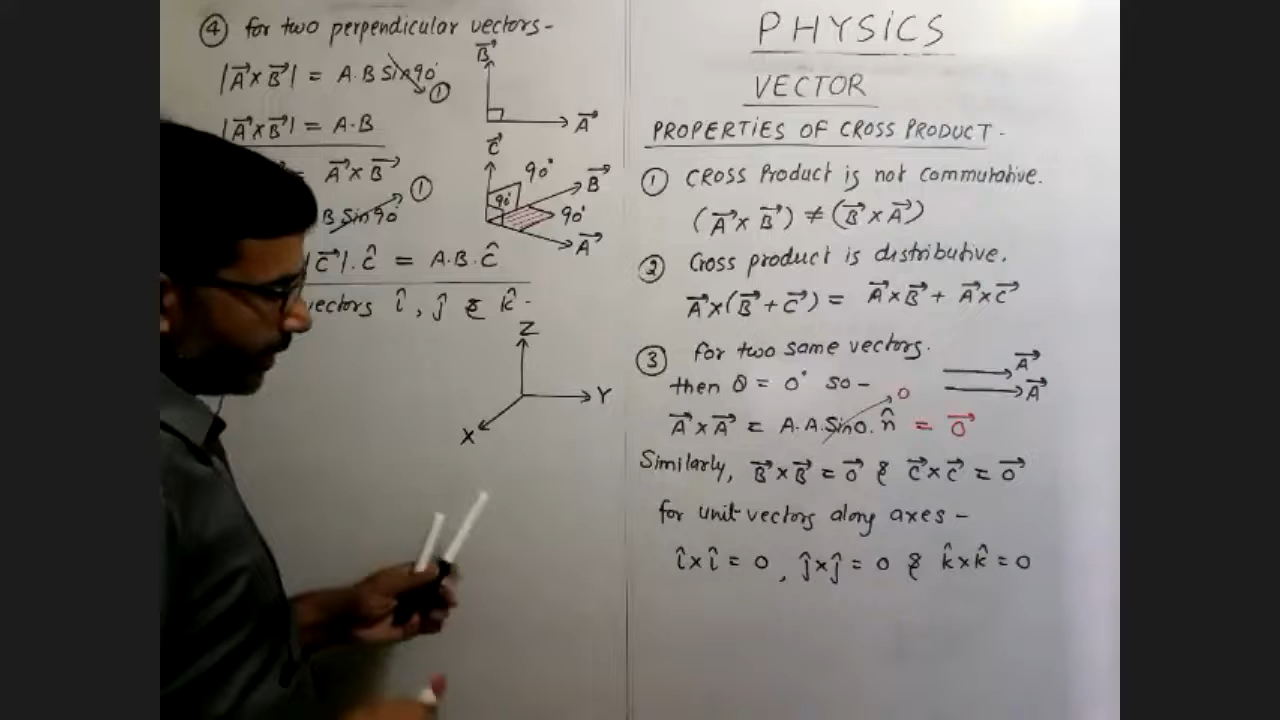 PHYSICS
VECTOR
PROPERTIES OF CROSS PRODUCT -
① CROSS Product is not commutative.
(A⃗ × B⃗) ≠ (B⃗ × A⃗)
② Cross product is distributive.
A⃗ × (B⃗ + C⃗) = A⃗ × B⃗ + A⃗ × C⃗
③ for two same vectors.
A⃗
A⃗
then θ = 0° so -
A⃗ × A⃗ = A.A.Sin0.n̂ = 0⃗
0
Similarly, B⃗ × B⃗ = 0⃗ & C⃗ × C⃗ = 0⃗
for unit vectors along axes -
î × î = 0, ĵ × ĵ = 0 & k̂ × k̂ = 0
④ for two perpendicular vectors -
|A⃗ × B⃗| = A.B Sin90°
①
|A⃗ × B⃗| = A.B
B⃗
A⃗
= A⃗ × B⃗
B Sin90°
①
C⃗
90°
B⃗
90°
90°
A⃗
|C⃗|.Ĉ = A.B.Ĉ
vectors î, ĵ & k̂ -
Z
Y
X